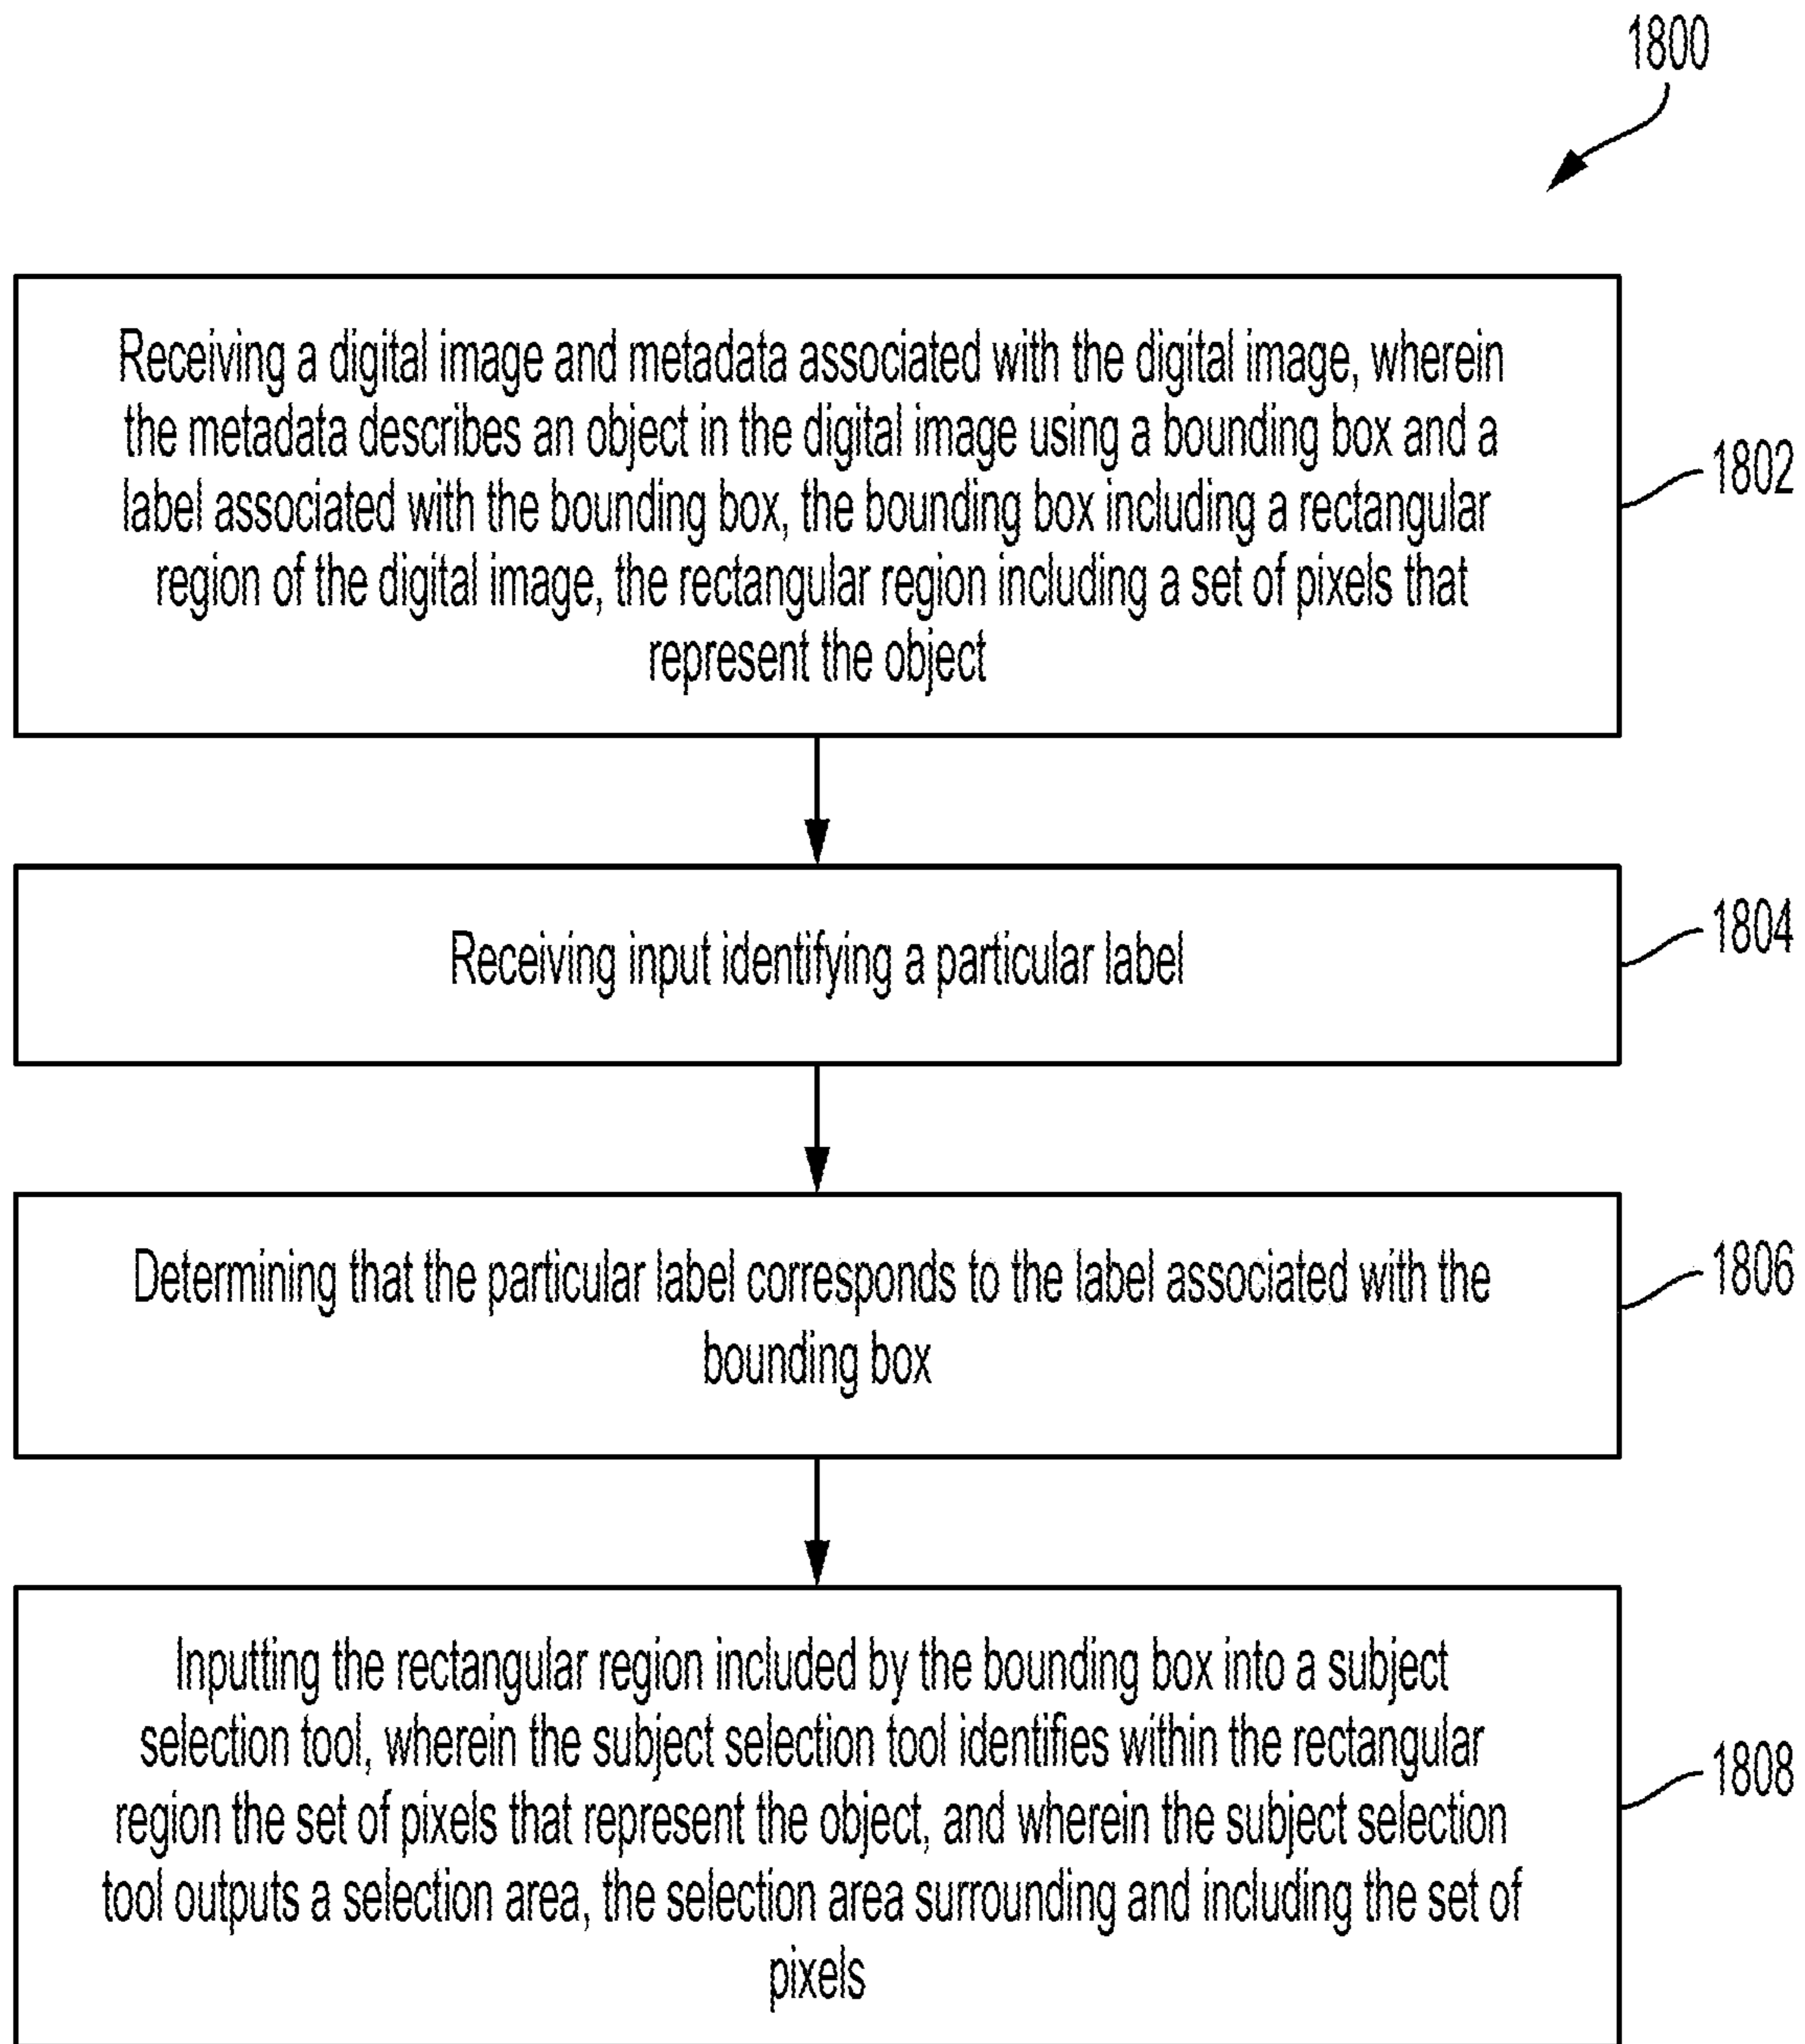 1800
Receiving a digital image and metadata associated with the digital image, wherein
the metadata describes an object in the digital image using a bounding box and a
label associated with the bounding box, the bounding box including a rectangular
region of the digital image, the rectangular region including a set of pixels that
represent the object
1802
Receiving input identifying a particular label
1804
Determining that the particular label corresponds to the label associated with the
bounding box
1806
Inputting the rectangular region included by the bounding box into a subject
selection tool, wherein the subject selection tool identifies within the rectangular
region the set of pixels that represent the object, and wherein the subject selection
tool outputs a selection area, the selection area surrounding and including the set of
pixels
1808